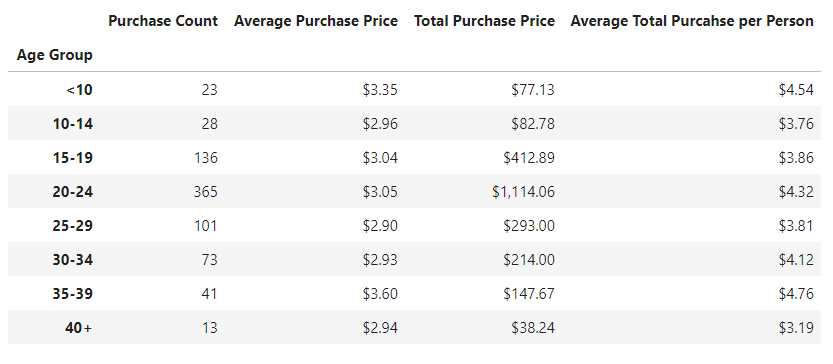 Purchase Count Average Purchase Price Total Purchase Price Average Total Purcahse per Person
Age Group
<10 23 $3.35 $77.13 $4.54
10-14 28 $2.96 $82.78 $3.76
15-19 136 $3.04 $412.89 $3.86
20-24 365 $3.05 $1,114.06 $4.32
25-29 101 $2.90 $293.00 $3.81
30-34 73 $2.93 $214.00 $4.12
35-39 41 $3.60 $147.67 $4.76
40+ 13 $2.94 $38.24 $3.19